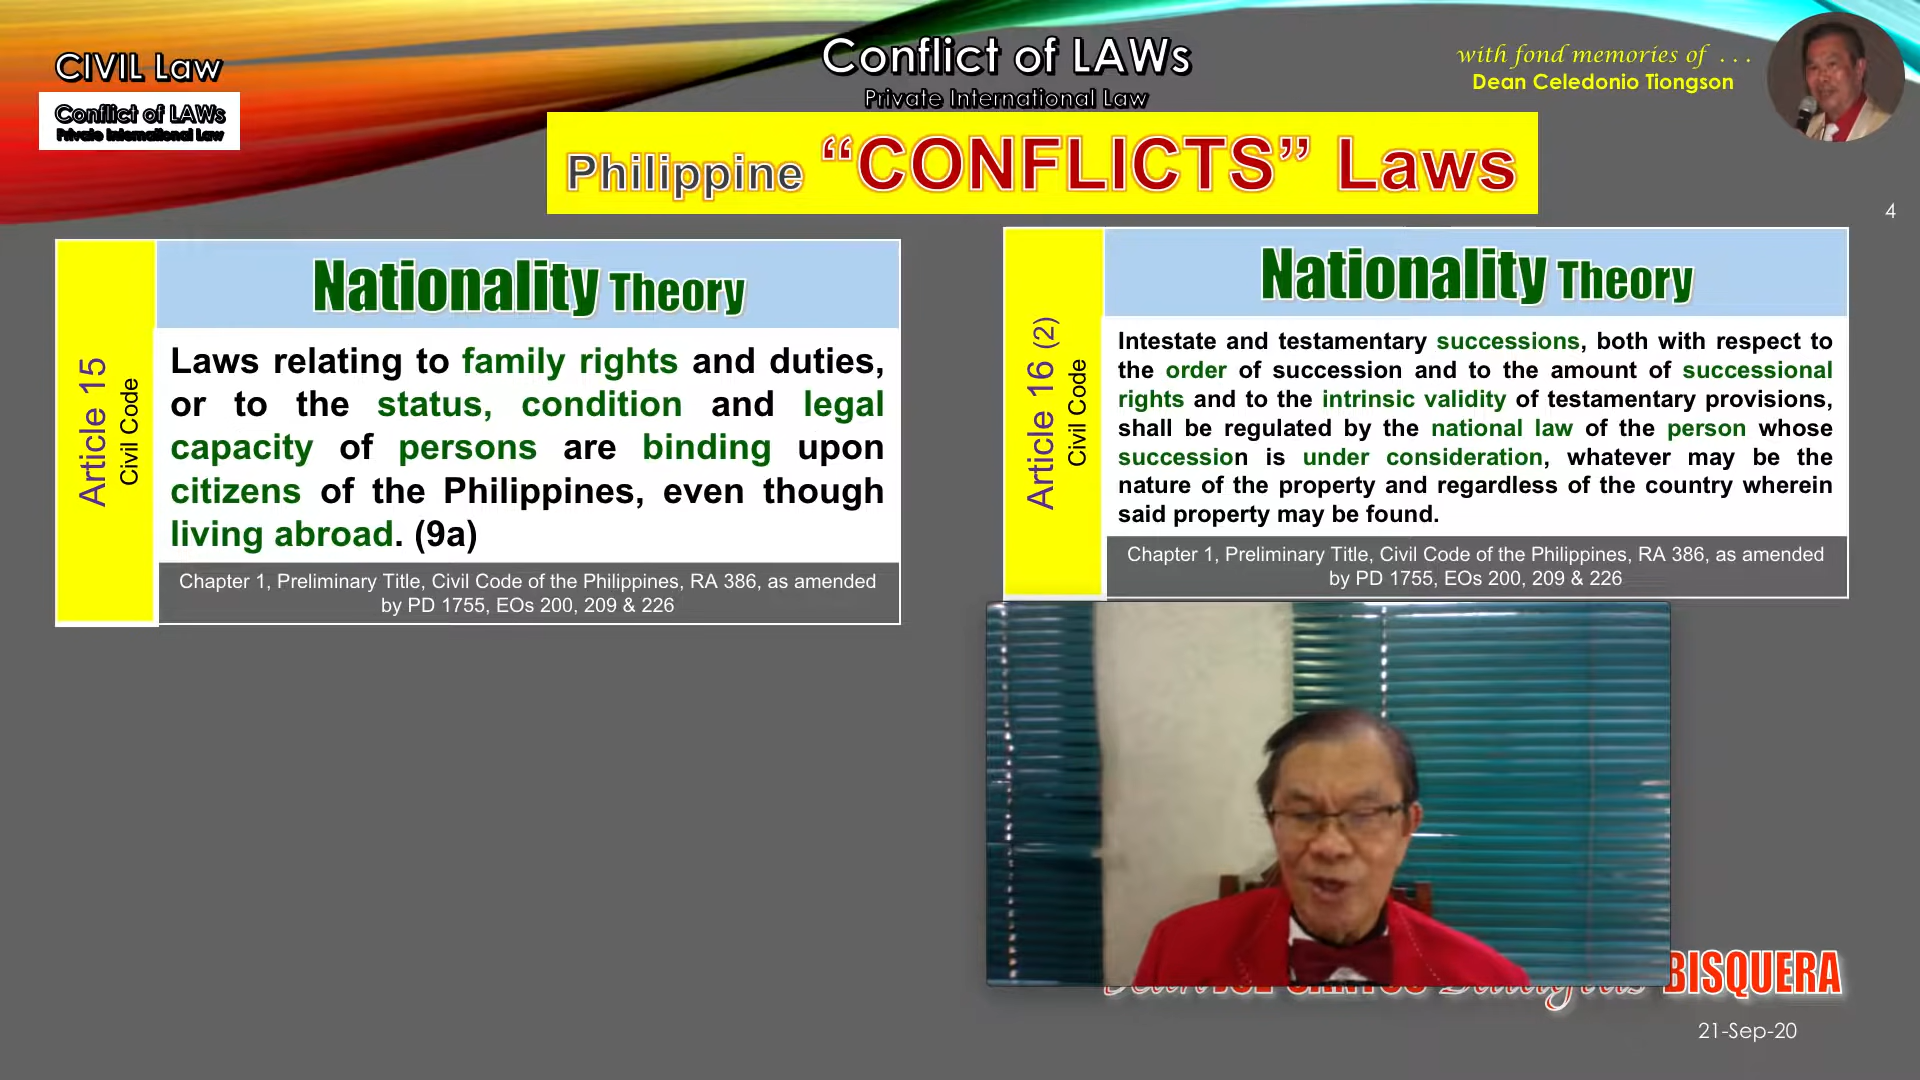 CIVIL Law
Conflict of LAWs
Private International Law
Conflict of LAWs
Private International Law
with fond memories of . . .
Dean Celedonio Tiongson
Philippine “CONFLICTS” Laws
4
Article 15
Civil Code
Nationality Theory
Laws relating to family rights and duties,
or to the status, condition and legal
capacity of persons are binding upon
citizens of the Philippines, even though
living abroad. (9a)
Chapter 1, Preliminary Title, Civil Code of the Philippines, RA 386, as amended
by PD 1755, EOs 200, 209 & 226
Article 16 (2)
Civil Code
Nationality Theory
Intestate and testamentary successions, both with respect to
the order of succession and to the amount of successional
rights and to the intrinsic validity of testamentary provisions,
shall be regulated by the national law of the person whose
succession is under consideration, whatever may be the
nature of the property and regardless of the country wherein
said property may be found.
Chapter 1, Preliminary Title, Civil Code of the Philippines, RA 386, as amended
by PD 1755, EOs 200, 209 & 226
BISQUERA
21-Sep-20